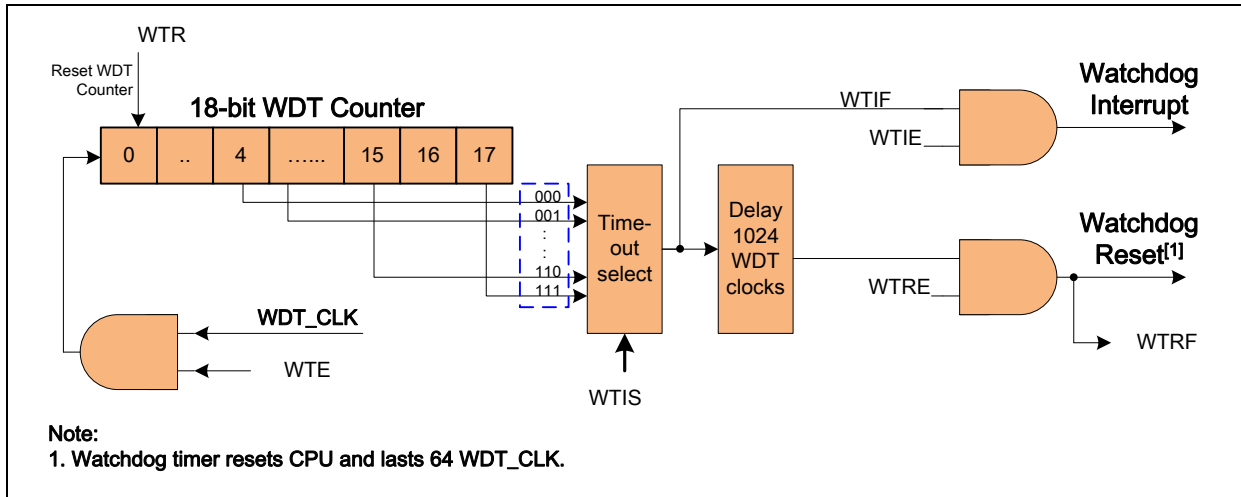 WTR
Reset WDT
Counter
18-bit WDT Counter
0 .. 4 …... 15 16 17
000
001
:
:
110
111
Time-
out
select
WTIS
Delay
1024
WDT
clocks
WTIF
WTIE
Watchdog
Interrupt
WTRE
Watchdog
Reset[1]
WTRF
WDT_CLK
WTE
Note:
1. Watchdog timer resets CPU and lasts 64 WDT_CLK.